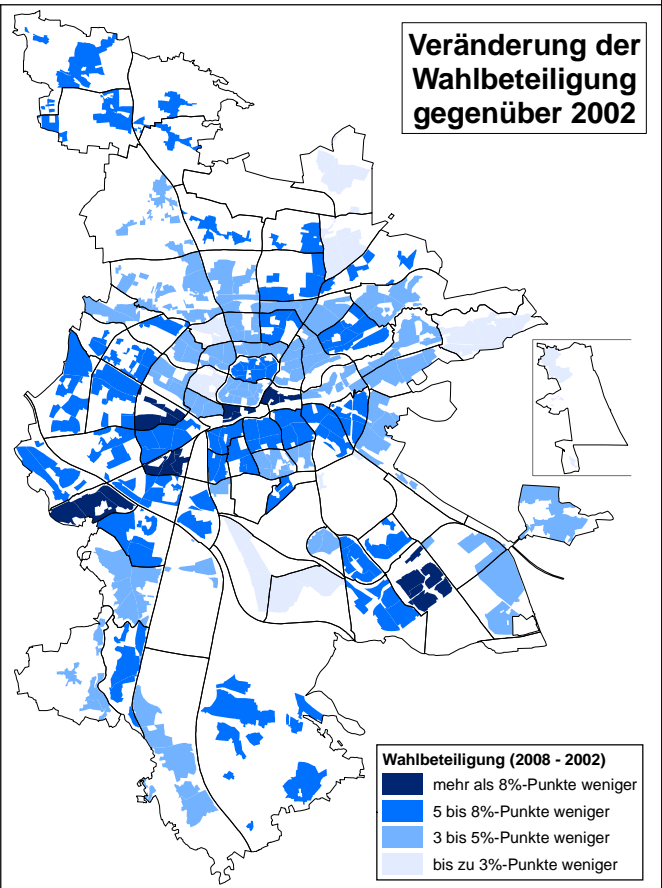 Veränderung der
Wahlbeteiligung
gegenüber 2002
Wahlbeteiligung (2008 - 2002)
mehr als 8%-Punkte weniger
5 bis 8%-Punkte weniger
3 bis 5%-Punkte weniger
bis zu 3%-Punkte weniger